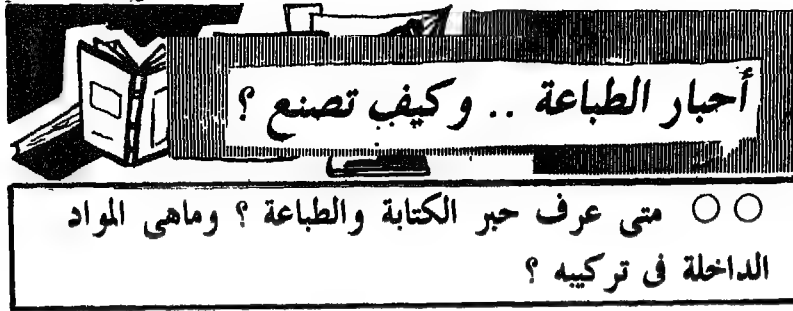 أحبار الطباعة .. وكيف تصنع ؟
○○ متى عرف حبر الكتابة والطباعة ؟ وماهى المواد
الداخلة فى تركيبه ؟